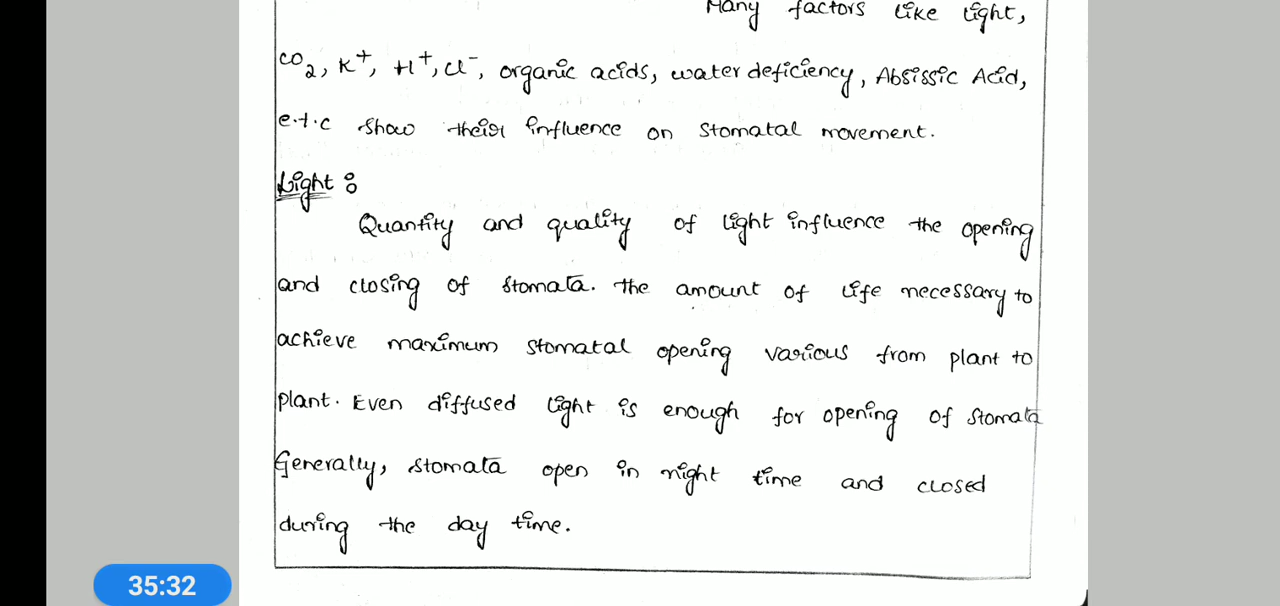 Many factors like light,
CO2, K+, H+, Cl-, organic acids, water deficiency, Absissic Acid,
e.t.c show their influence on stomatal movement.
Light :
Quantity and quality of light influence the opening
and closing of stomata. the amount of life necessary to
achieve maximum stomatal opening various from plant to
plant. Even diffused light is enough for opening of stomata
Generally, stomata open in night time and closed
during the day time.
35:32